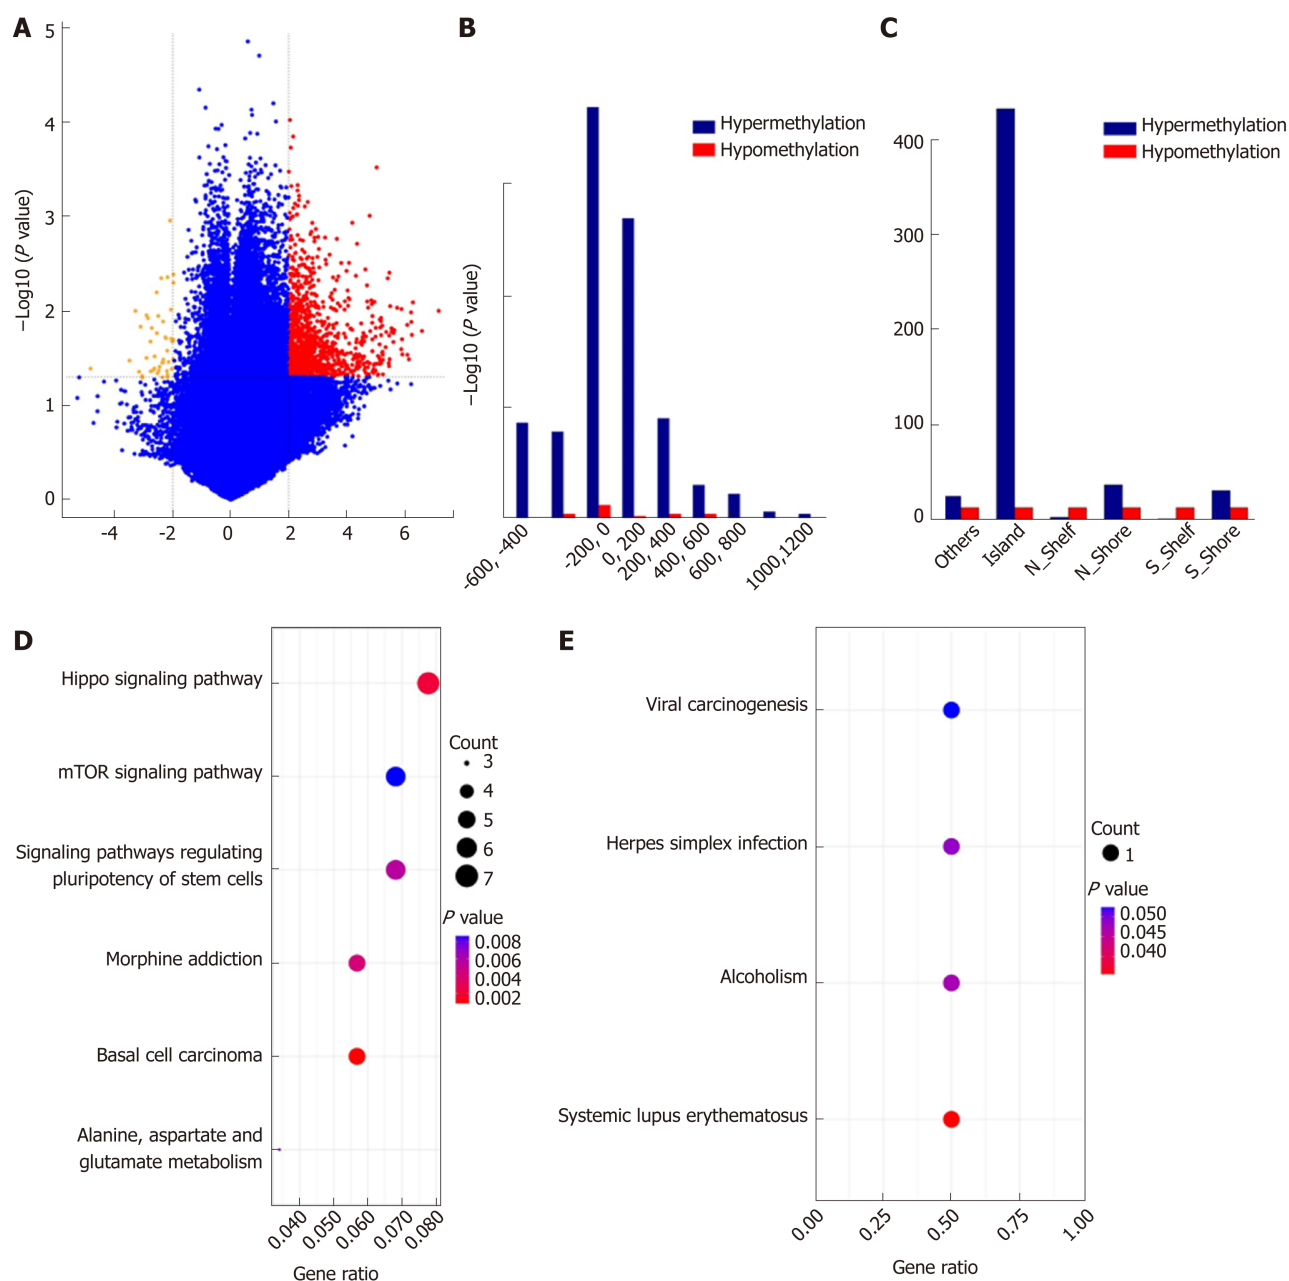 A
5
4
3
2
1
0
−Log10 (P value)
-4
-2
0
2
4
6
B
Hypermethylation
Hypomethylation
−Log10 (P value)
-600, -400
-200, 0
0, 200
200, 400
400, 600
600, 800
1000,1200
C
Hypermethylation
Hypomethylation
400
300
200
100
0
Others
Island
N_Shelf
N_Shore
S_Shelf
S_Shore
D
Hippo signaling pathway
mTOR signaling pathway
Signaling pathways regulating
pluripotency of stem cells
Morphine addiction
Basal cell carcinoma
Alanine, aspartate and
glutamate metabolism
0.040
0.050
0.060
0.070
0.080
Gene ratio
Count
3
4
5
6
7
P value
0.008
0.006
0.004
0.002
E
Viral carcinogenesis
Herpes simplex infection
Alcoholism
Systemic lupus erythematosus
0.00
0.25
0.50
0.75
1.00
Gene ratio
Count
1
P value
0.050
0.045
0.040